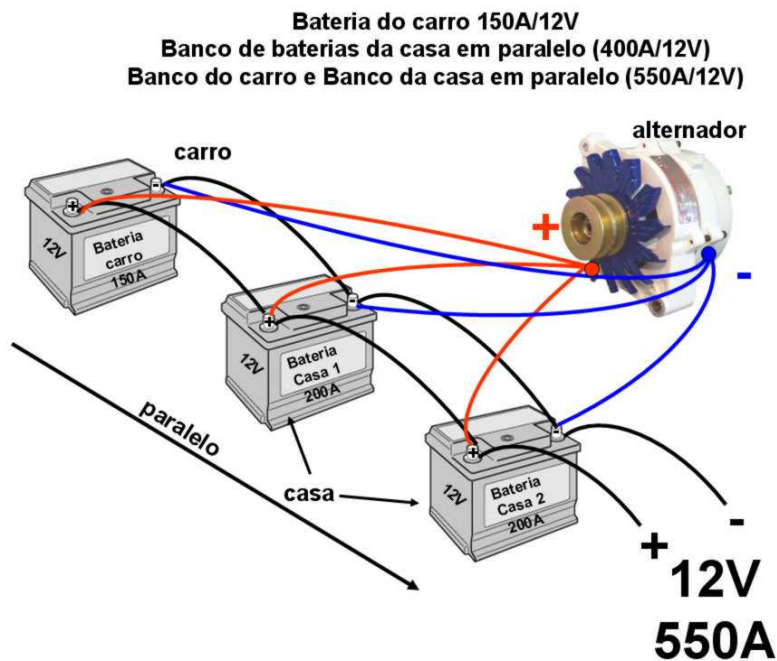 Bateria do carro 150A/12V
Banco de baterias da casa em paralelo (400A/12V)
Banco do carro e Banco da casa em paralelo (550A/12V)
alternador
carro
+
-
+
-
12V
Bateria
carro
150A
+
-
12V
Bateria
Casa 1
200A
paralelo
casa
+
-
12V
Bateria
Casa 2
200A
-
+
12V
550A